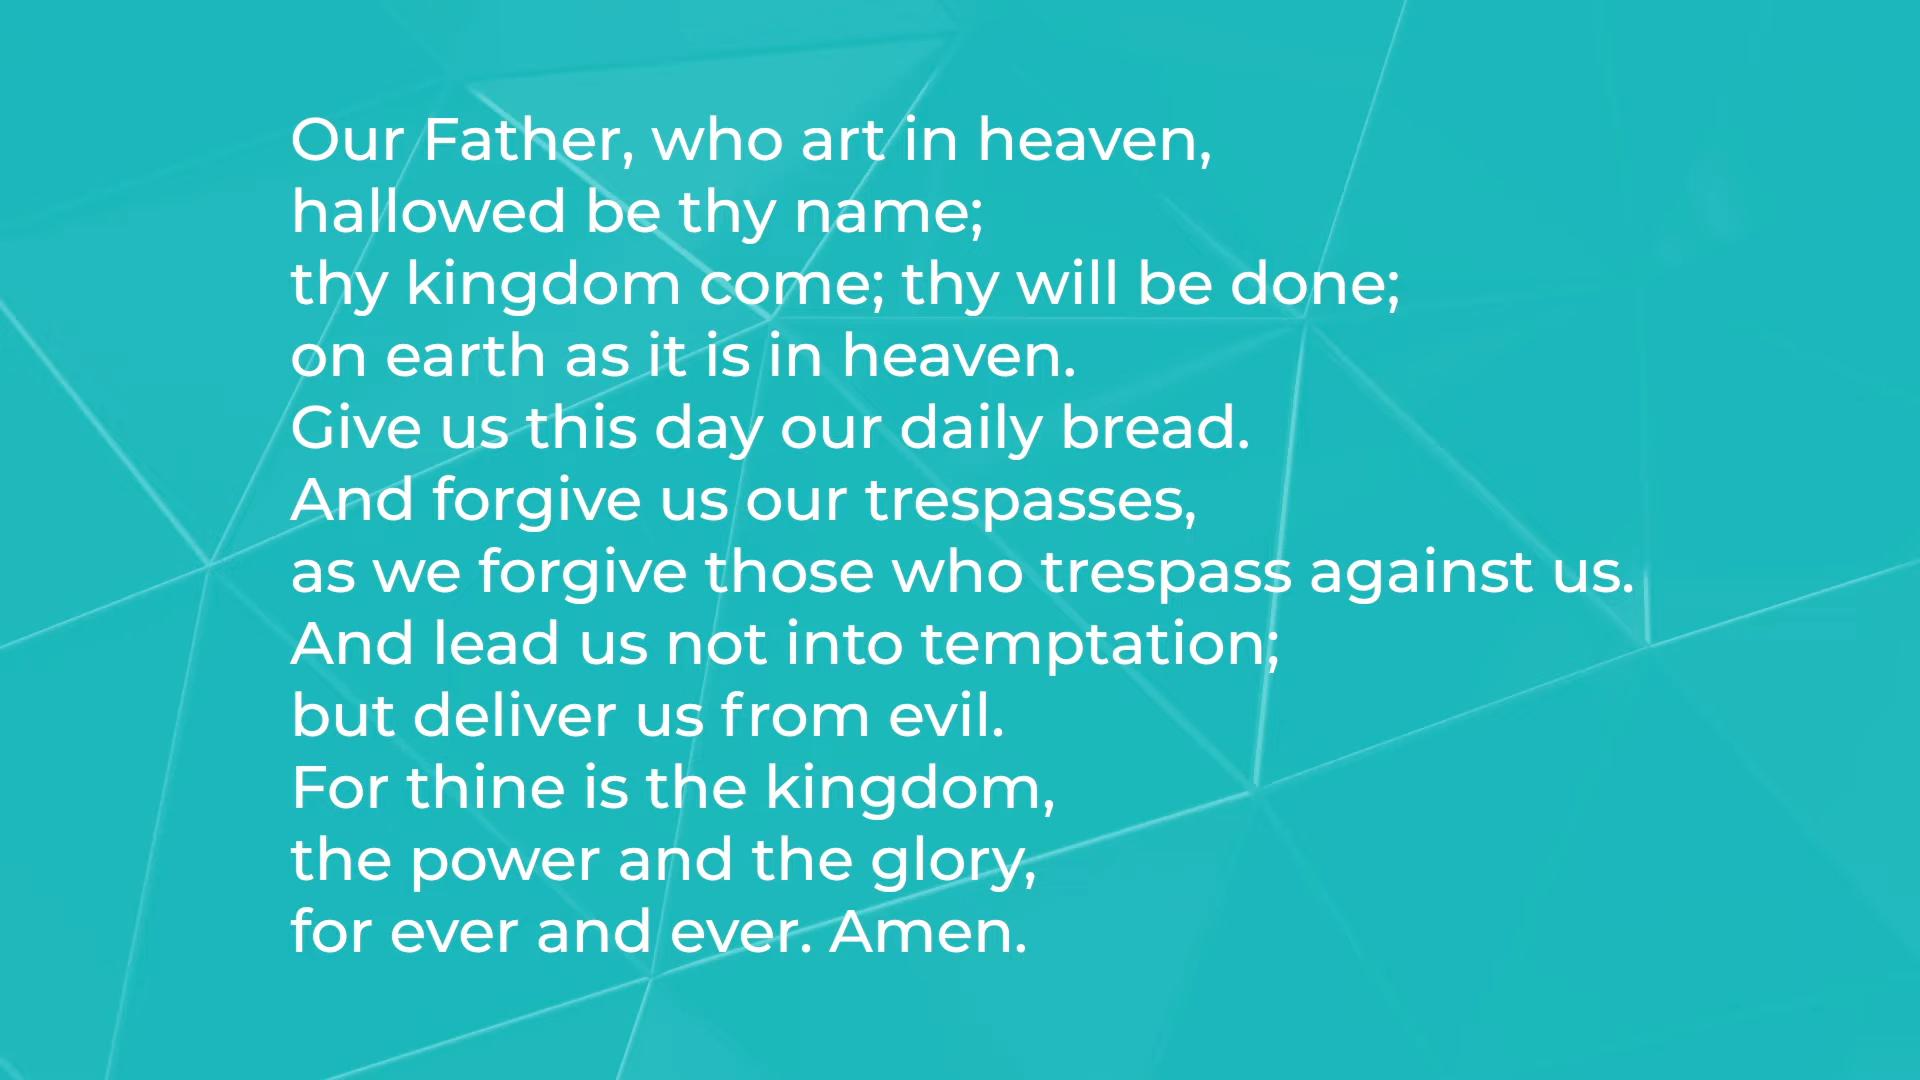 Our Father, who art in heaven,
hallowed be thy name;
thy kingdom come; thy will be done;
on earth as it is in heaven.
Give us this day our daily bread.
And forgive us our trespasses,
as we forgive those who trespass against us.
And lead us not into temptation;
but deliver us from evil.
For thine is the kingdom,
the power and the glory,
for ever and ever. Amen.